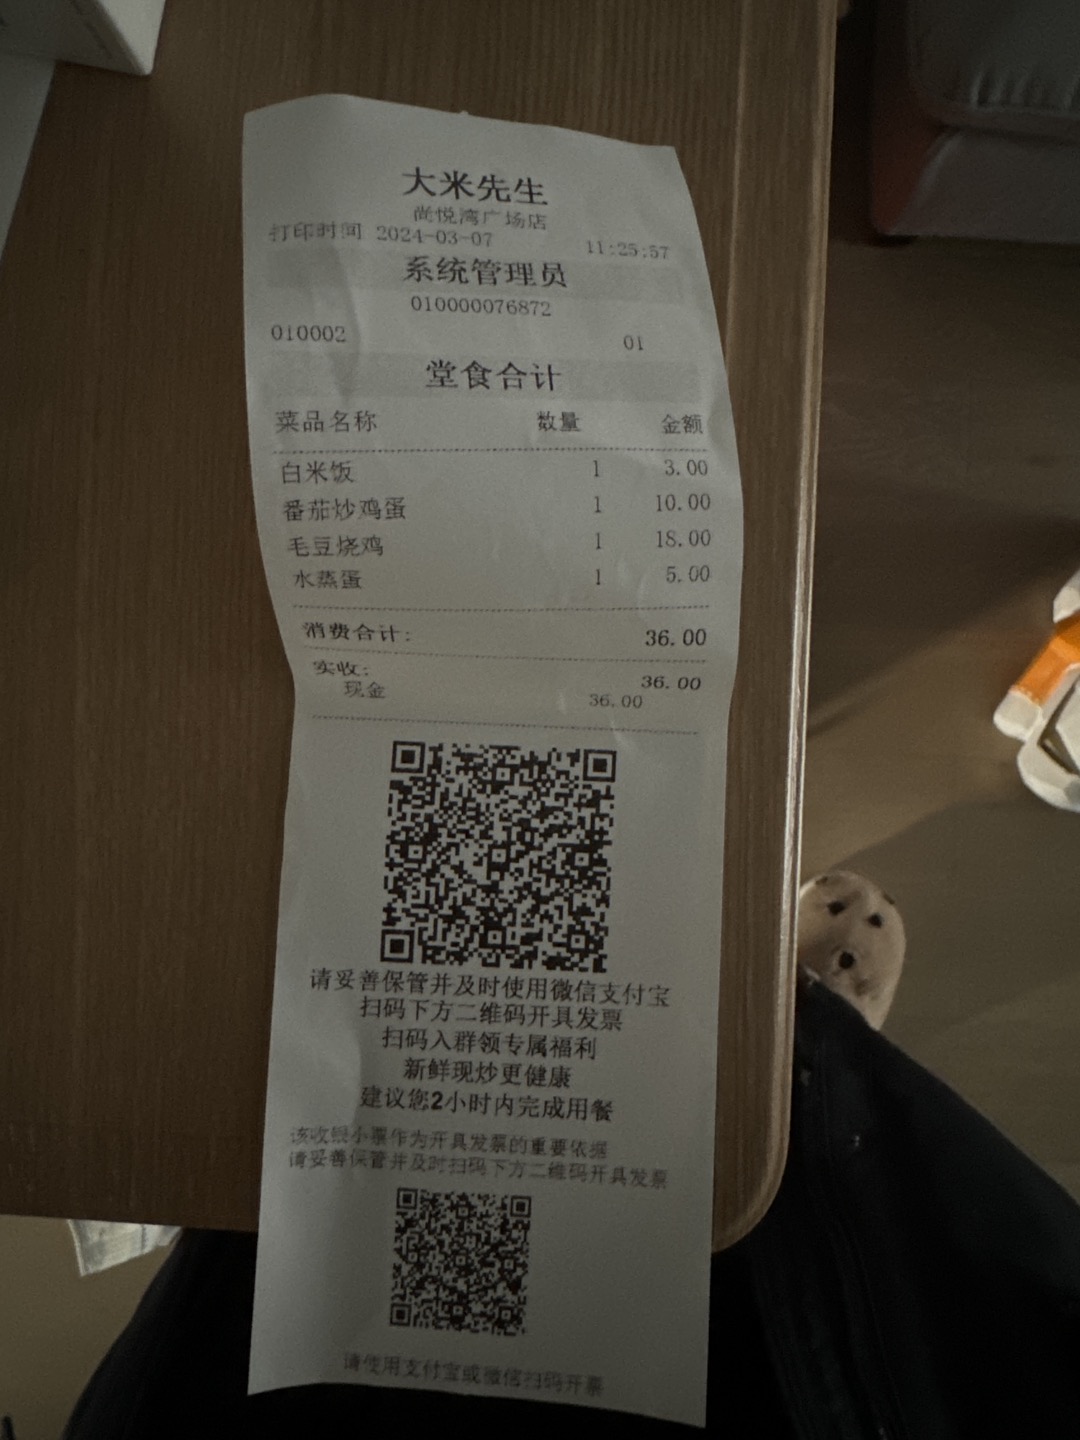 大米先生
尚悦湾广场店
打印时间 2024-03-07 11:25:57
系统管理员
010000076872
010002 01
堂食合计
菜品名称 数量 金额
白米饭 1 3.00
番茄炒鸡蛋 1 10.00
毛豆烧鸡 1 18.00
水蒸蛋 1 5.00
消费合计: 36.00
实收: 36.00
现金 36.00
请妥善保管并及时使用微信支付宝
扫码下方二维码开具发票
扫码入群领专属福利
新鲜现炒更健康
建议您2小时内完成用餐
该收银小票作为开具发票的重要依据
请妥善保管并及时扫码下方二维码开具发票
请使用支付宝或微信扫码开票